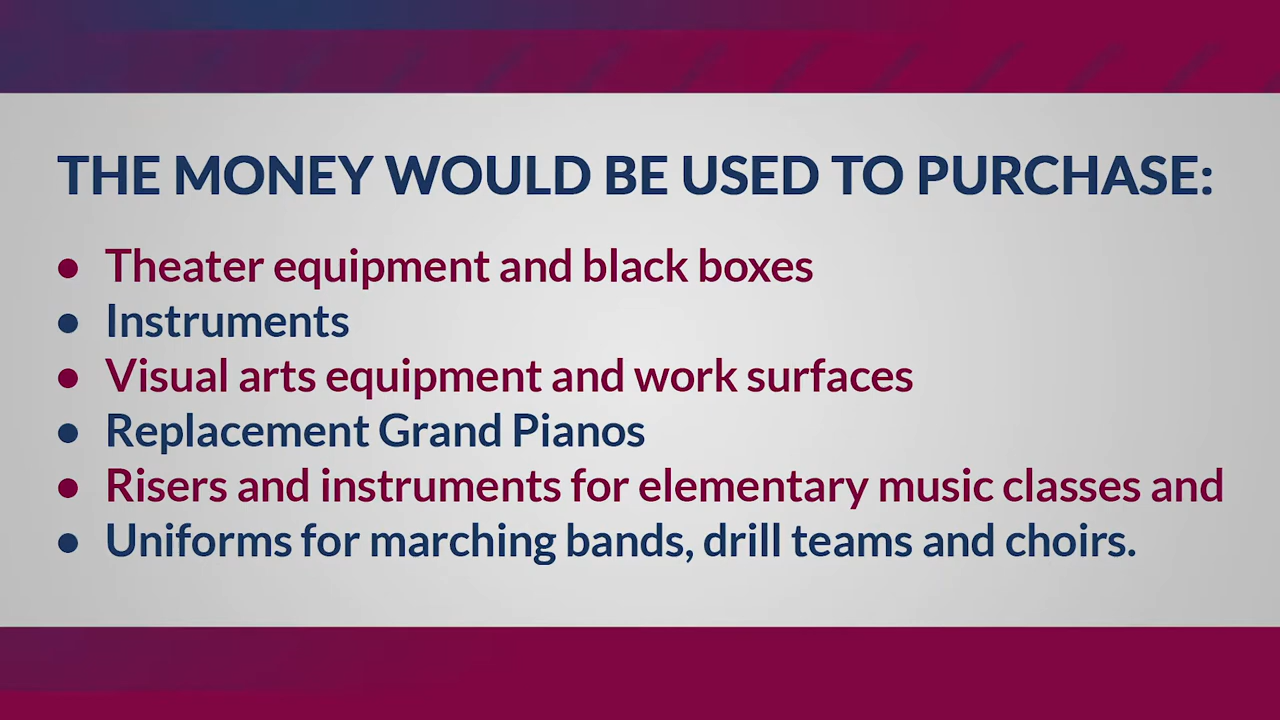 THE MONEY WOULD BE USED TO PURCHASE:
• Theater equipment and black boxes
• Instruments
• Visual arts equipment and work surfaces
• Replacement Grand Pianos
• Risers and instruments for elementary music classes and
• Uniforms for marching bands, drill teams and choirs.